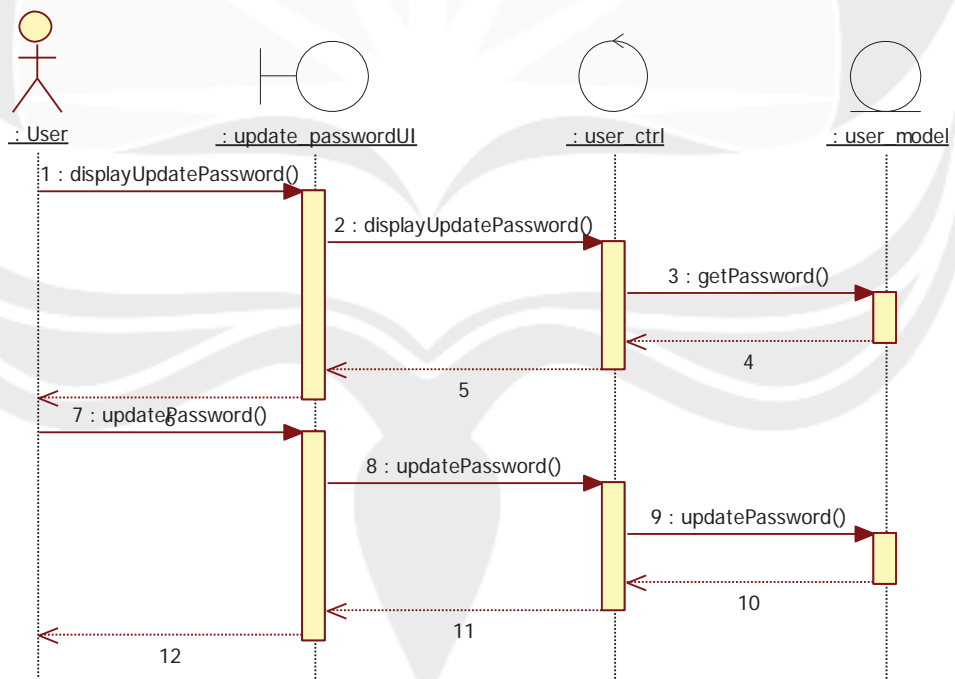 : User
: update_passwordUI
: user_ctrl
: user_model
1 : displayUpdatePassword()
2 : displayUpdatePassword()
3 : getPassword()
4
5
6
7 : updatePassword()
8 : updatePassword()
9 : updatePassword()
10
11
12